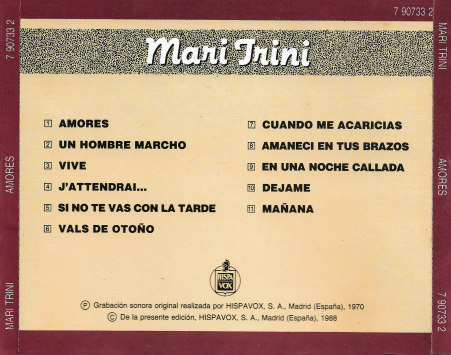 7 90733 2
Mari Trini
1 AMORES
2 UN HOMBRE MARCHO
3 VIVE
4 J'ATTENDRAI...
5 SI NO TE VAS CON LA TARDE
6 VALS DE OTOÑO
7 CUANDO ME ACARICIAS
8 AMANECI EN TUS BRAZOS
9 EN UNA NOCHE CALLADA
10 DEJAME
11 MAÑANA
HISPA
VOX
Ⓟ Grabación sonora original realizada por HISPAVOX, S. A., Madrid (España), 1970
© De la presente edición, HISPAVOX, S. A., Madrid (España), 1988
MARI TRINI AMORES 7 90733 2
MARI TRINI AMORES 7 90733 2